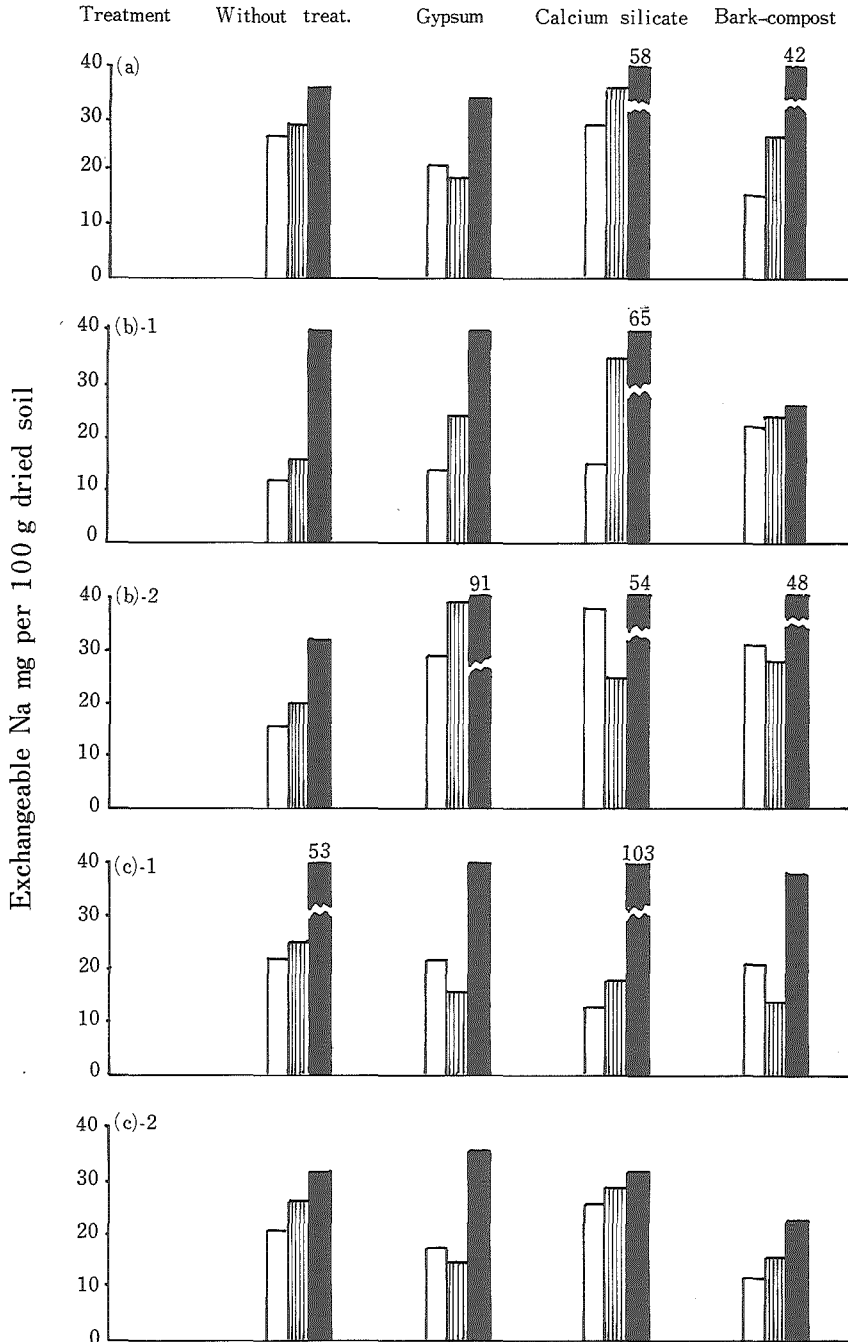 Treatment Without treat. Gypsum Calcium silicate Bark-compost
Exchangeable Na mg per 100 g dried soil
40 (a) 58 42
30
20
10
0
40 (b)-1 65
30
20
10
0
40 (b)-2 91 54 48
30
20
10
0
40 (c)-1 53 103
30
20
10
0
40 (c)-2
30
20
10
0